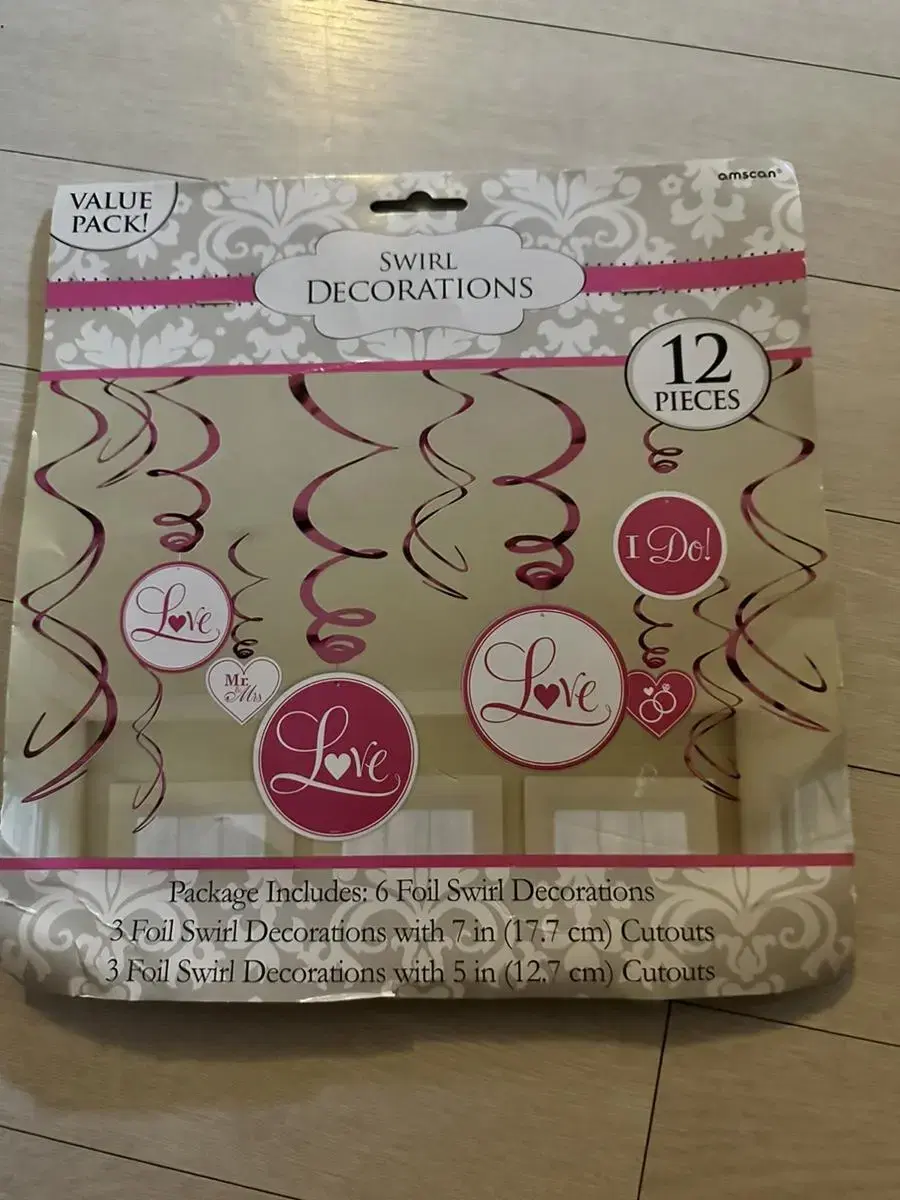 amscan®
VALUE
PACK!
SWIRL
DECORATIONS
12
PIECES
I Do!
Love
Mr.
& Mrs.
Love
Love
Package Includes: 6 Foil Swirl Decorations
3 Foil Swirl Decorations with 7 in (17.7 cm) Cutouts
3 Foil Swirl Decorations with 5 in (12.7 cm) Cutouts